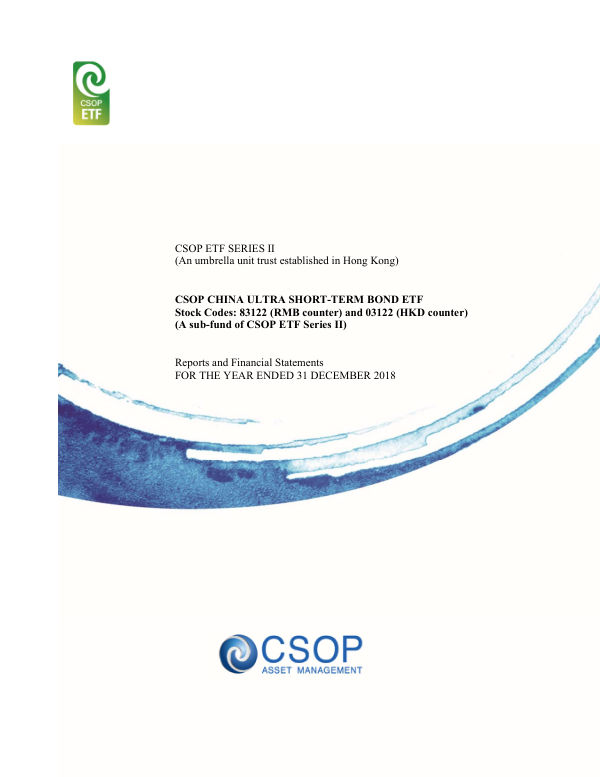 CSOP
ETF
CSOP ETF SERIES II
(An umbrella unit trust established in Hong Kong)
CSOP CHINA ULTRA SHORT-TERM BOND ETF
Stock Codes: 83122 (RMB counter) and 03122 (HKD counter)
(A sub-fund of CSOP ETF Series II)
Reports and Financial Statements
FOR THE YEAR ENDED 31 DECEMBER 2018
CSOP
ASSET MANAGEMENT